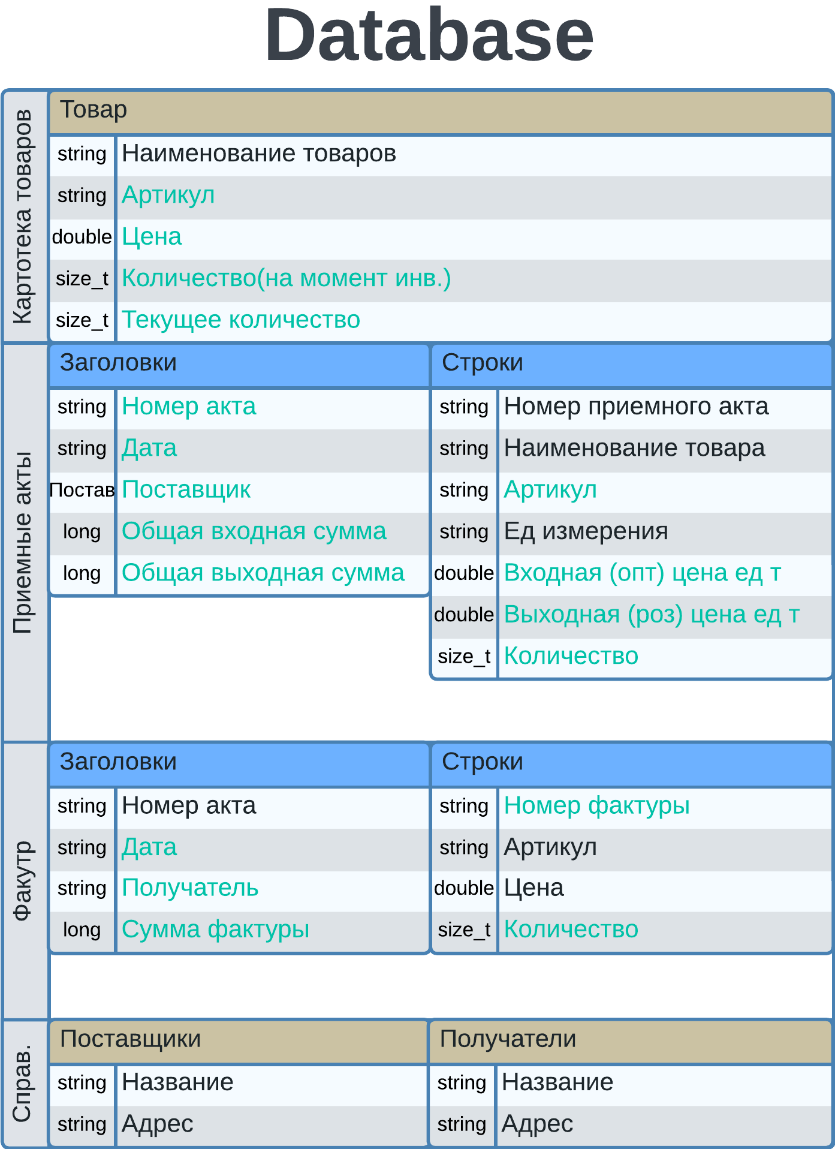 Database
Картотека товаров
Товар
string Наименование товаров
string Артикул
double Цена
size_t Количество(на момент инв.)
size_t Текущее количество
Приемные акты
Заголовки
string Номер акта
string Дата
Постав Поставщик
long Общая входная сумма
long Общая выходная сумма
Строки
string Номер приемного акта
string Наименование товара
string Артикул
string Ед измерения
double Входная (опт) цена ед т
double Выходная (роз) цена ед т
size_t Количество
Факутр
Заголовки
string Номер акта
string Дата
string Получатель
long Сумма фактуры
Строки
string Номер фактуры
string Артикул
double Цена
size_t Количество
Справ.
Поставщики
string Название
string Адрес
Получатели
string Название
string Адрес